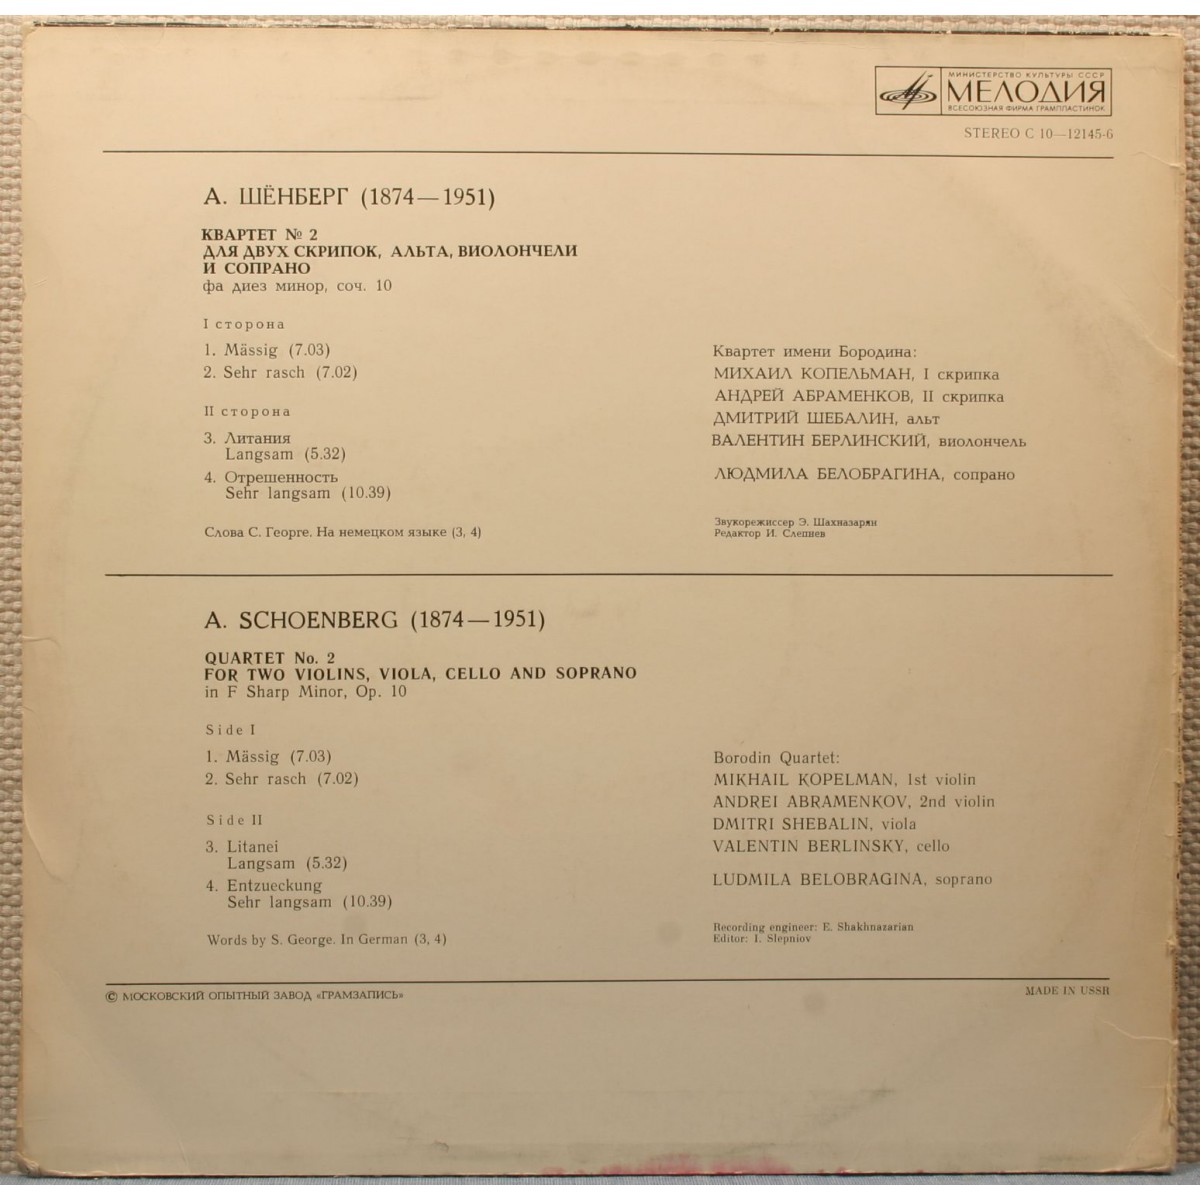 МИНИСТЕРСТВО КУЛЬТУРЫ СССР
МЕЛОДИЯ
ВСЕСОЮЗНАЯ ФИРМА ГРАМПЛАСТИНОК
STEREO С 10—12145-6
А. ШЁНБЕРГ (1874—1951)
КВАРТЕТ № 2
ДЛЯ ДВУХ СКРИПОК, АЛЬТА, ВИОЛОНЧЕЛИ
И СОПРАНО
фа диез минор, соч. 10
I сторона
1. Mässig (7.03)
2. Sehr rasch (7.02)
II сторона
3. Литания
Langsam (5.32)
4. Отрешенность
Sehr langsam (10.39)
Слова С. Георге. На немецком языке (3, 4)
Квартет имени Бородина:
МИХАИЛ КОПЕЛЬМАН, I скрипка
АНДРЕЙ АБРАМЕНКОВ, II скрипка
ДМИТРИЙ ШЕБАЛИН, альт
ВАЛЕНТИН БЕРЛИНСКИЙ, виолончель
ЛЮДМИЛА БЕЛОБРАГИНА, сопрано
Звукорежиссер Э. Шахназарян
Редактор И. Слепнев
A. SCHOENBERG (1874—1951)
QUARTET No. 2
FOR TWO VIOLINS, VIOLA, CELLO AND SOPRANO
in F Sharp Minor, Op. 10
Side I
1. Mässig (7.03)
2. Sehr rasch (7.02)
Side II
3. Litanei
Langsam (5.32)
4. Entzueckung
Sehr langsam (10.39)
Words by S. George. In German (3, 4)
Borodin Quartet:
MIKHAIL KOPELMAN, 1st violin
ANDREI ABRAMENKOV, 2nd violin
DMITRI SHEBALIN, viola
VALENTIN BERLINSKY, cello
LUDMILA BELOBRAGINA, soprano
Recording engineer: E. Shakhnazarian
Editor: I. Slepniov
© МОСКОВСКИЙ ОПЫТНЫЙ ЗАВОД «ГРАМЗАПИСЬ»
MADE IN USSR